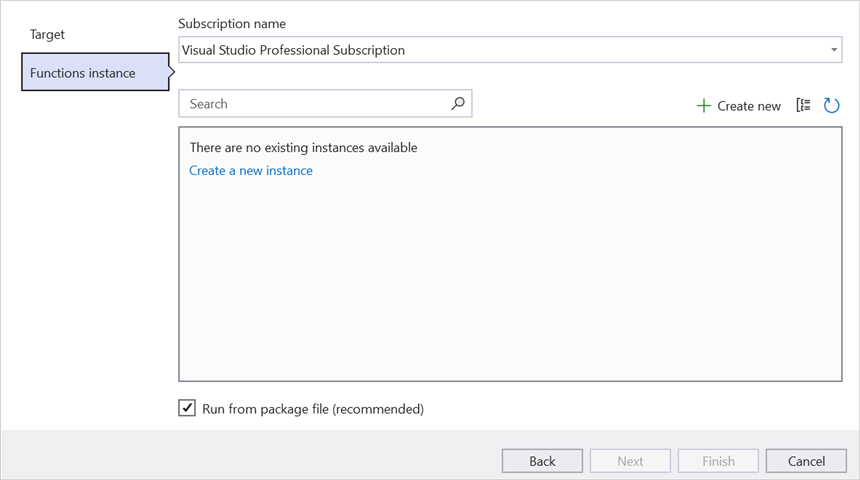 Target
Functions instance
Subscription name
Visual Studio Professional Subscription
Search
Create new
There are no existing instances available
Create a new instance
Run from package file (recommended)
Back
Next
Finish
Cancel